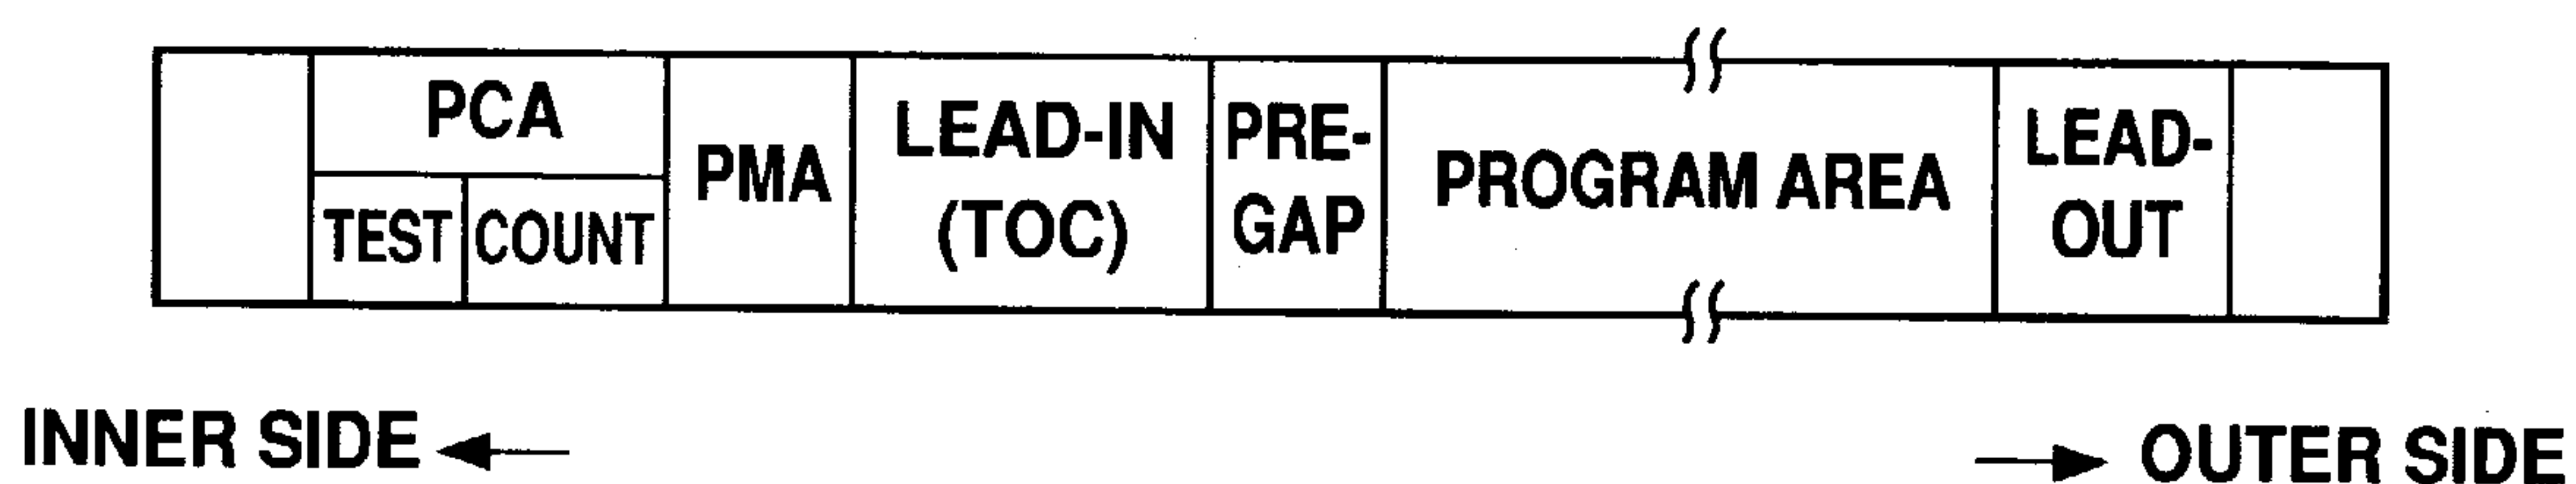 PCA
TEST
COUNT
PMA
LEAD-IN
(TOC)
PRE-
GAP
PROGRAM AREA
LEAD-
OUT
INNER SIDE
OUTER SIDE